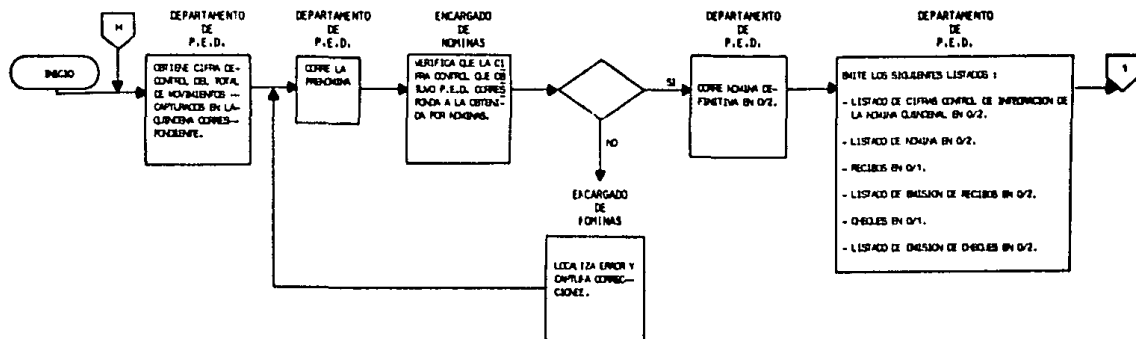 DEPARTAMENTO
DE
P.E.D.
DEPARTAMENTO
DE
P.E.D.
ENCARGADO
DE
NOMINAS
DEPARTAMENTO
DE
P.E.D.
DEPARTAMENTO
DE
P.E.D.
H
INICIO
OBTIENE CIFRA DE-
CONTROL DEL TOTAL
DE MOVIMIENTOS --
CAPTURADOS EN LA-
QUINCENA CORRES-
PONDIENTE.
CORRE LA
PRENOMINA
VERIFICA QUE LA CI
FRA CONTROL QUE OB
TUVO P.E.D. CORRES
PONDA A LA OBTENI-
DA POR NOMINAS.
SI
NO
CORRE NOMINA DE-
FINITIVA EN O/2.
EMITE LOS SIGUIENTES LISTADOS :
- LISTADO DE CIFRAS CONTROL DE INTEGRACION DE
LA NOMINA QUINCENAL EN O/2.
- LISTADO DE NOMINA EN O/2.
- RECIBOS EN O/1.
- LISTADO DE EMISION DE RECIBOS EN O/2.
- CHEQUES EN O/1.
- LISTADO DE EMISION DE CHEQUES EN O/2.
1
ENCARGADO
DE
NOMINAS
LOCALIZA ERROR Y
CAPTURA CORREC--
CIONES.